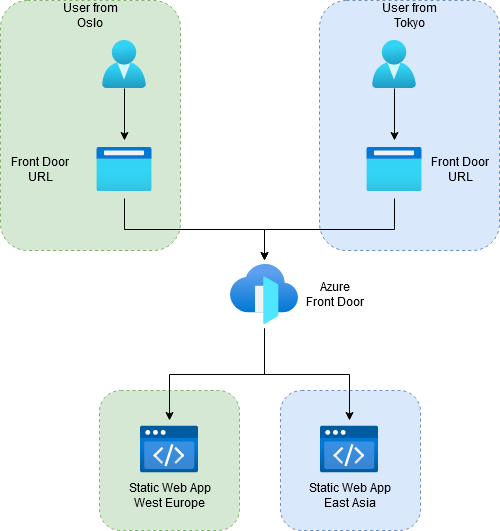 User from
Oslo
User from
Tokyo
Front Door
URL
Front Door
URL
Azure
Front Door
Static Web App
West Europe
Static Web App
East Asia